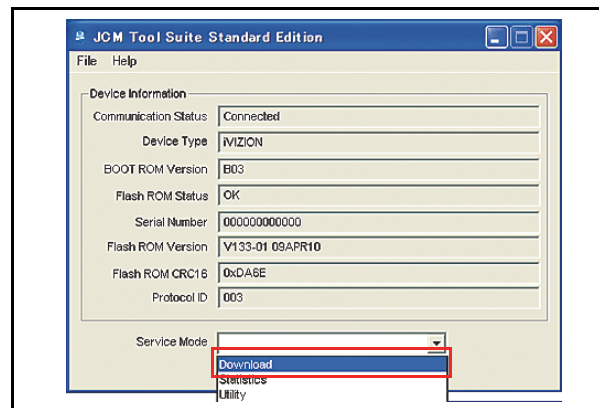 JCM Tool Suite Standard Edition
File Help
Device Information
Communication Status Connected
Device Type iVIZION
BOOT ROM Version B03
Flash ROM Status OK
Serial Number 000000000000
Flash ROM Version V133-01 09APR10
Flash ROM CRC16 0xDA6E
Protocol ID 003
Service Mode
Download
Statistics
Utility